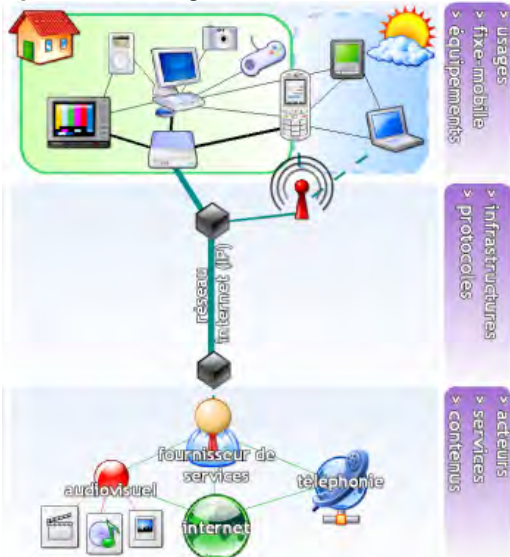 > usages
> fixe-mobile
> équipements
> infrastructures
> protocoles
réseau
internet (IP)
> acteurs
> services
> contenus
fournisseur de
services
audiovisuel
téléphonie
internet